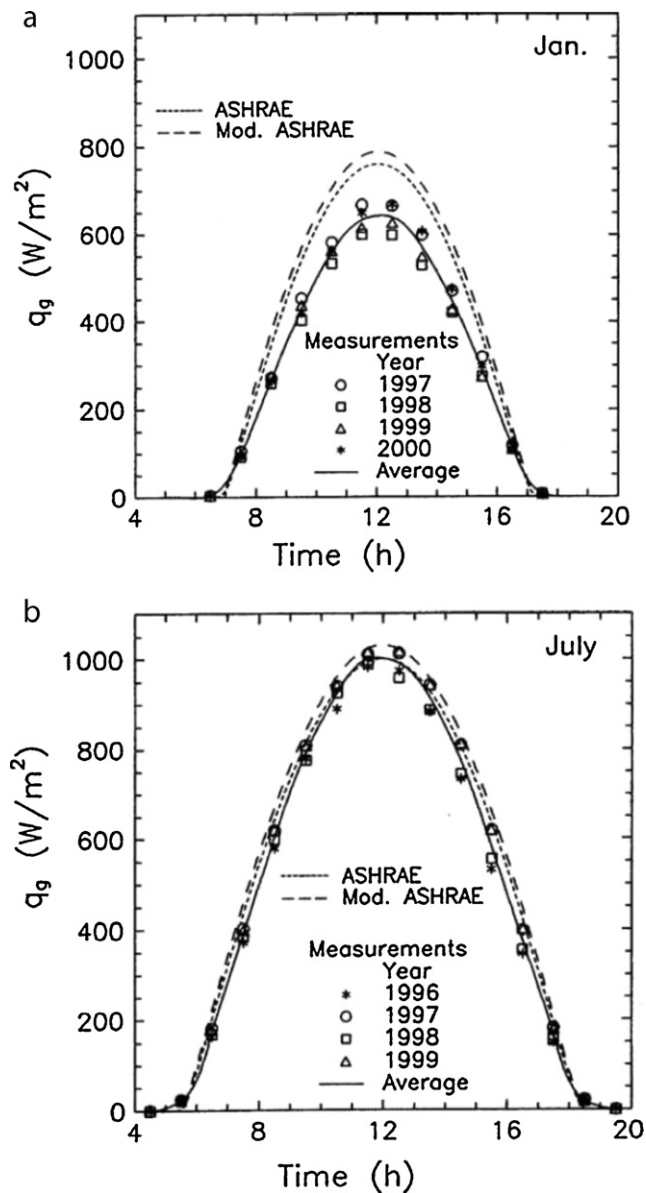 a
Jan.
1000
800
600
400
200
0
ASHRAE
Mod. ASHRAE
q_g (W/m²)
Measurements
Year
1997
1998
1999
2000
Average
4 8 12 16 20
Time (h)
b
July
1000
800
600
400
200
0
q_g (W/m²)
ASHRAE
Mod. ASHRAE
Measurements
Year
1996
1997
1998
1999
Average
4 8 12 16 20
Time (h)